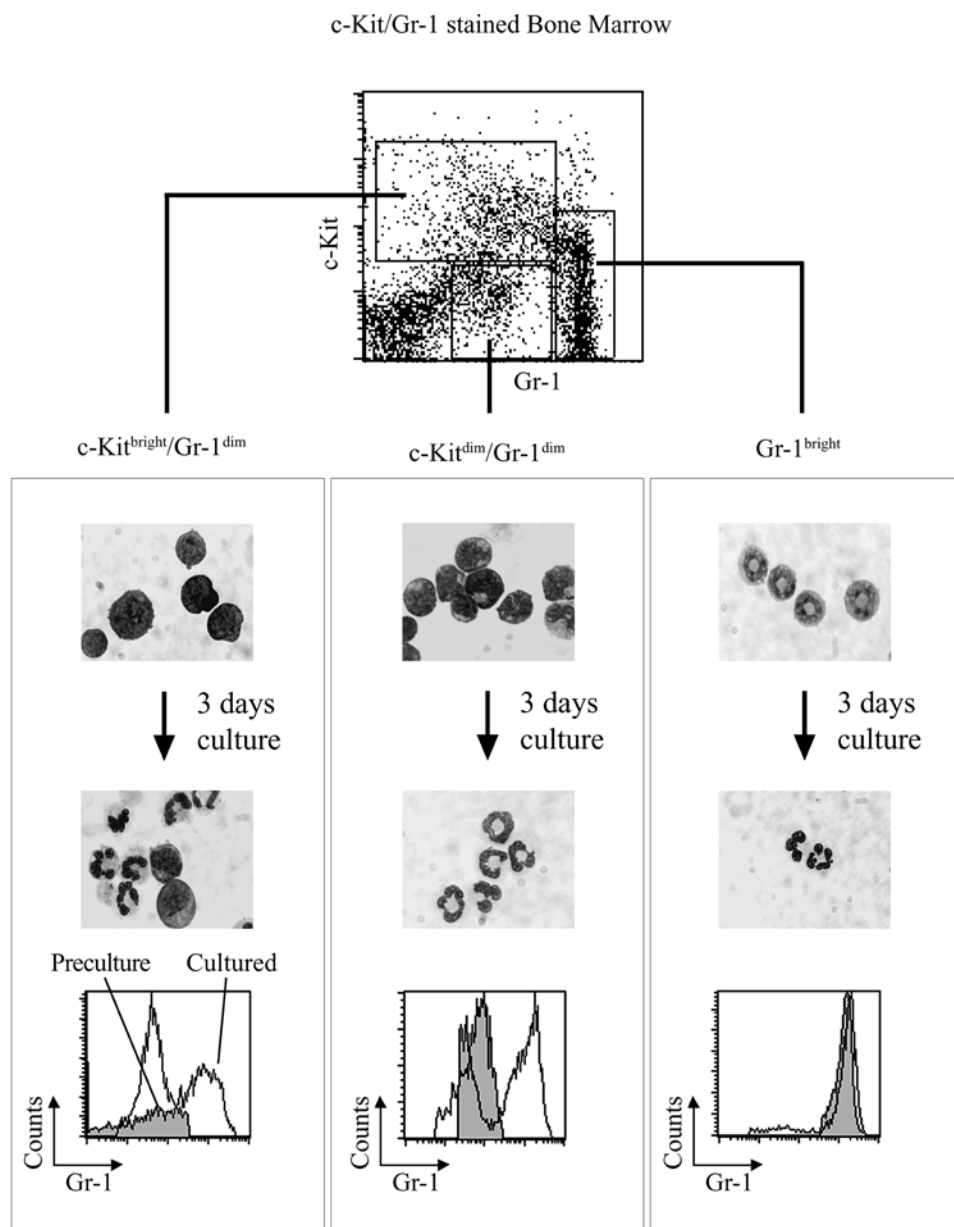 c-Kit/Gr-1 stained Bone Marrow
c-Kit
Gr-1
c-Kitbright/Gr-1dim
c-Kitdim/Gr-1dim
Gr-1bright
3 days
culture
3 days
culture
3 days
culture
Preculture
Cultured
Counts
Gr-1
Counts
Gr-1
Counts
Gr-1